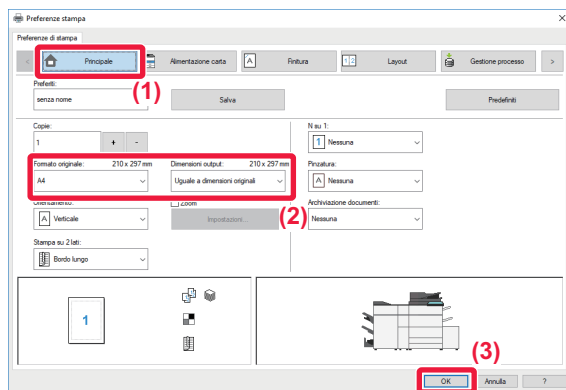 Preferenze stampa
Preferenze di stampa
< Principale Alimentazione carta A Finitura 1 2 Layout Gestione processo >
(1)
Preferiti:
senza nome Salva Predefiniti
Copie: N su 1:
1 + - 1 Nessuna
Formato originale: 210 x 297 mm Dimensioni output: 210 x 297 mm Pinzatura:
A4 Uguale a dimensioni originali A Nessuna
Orientamento: Zoom (2) Archiviazione documenti:
A Verticale Impostazioni... Nessuna
Stampa su 2 lati:
Bordo lungo
1
(3)
OK Annulla ?